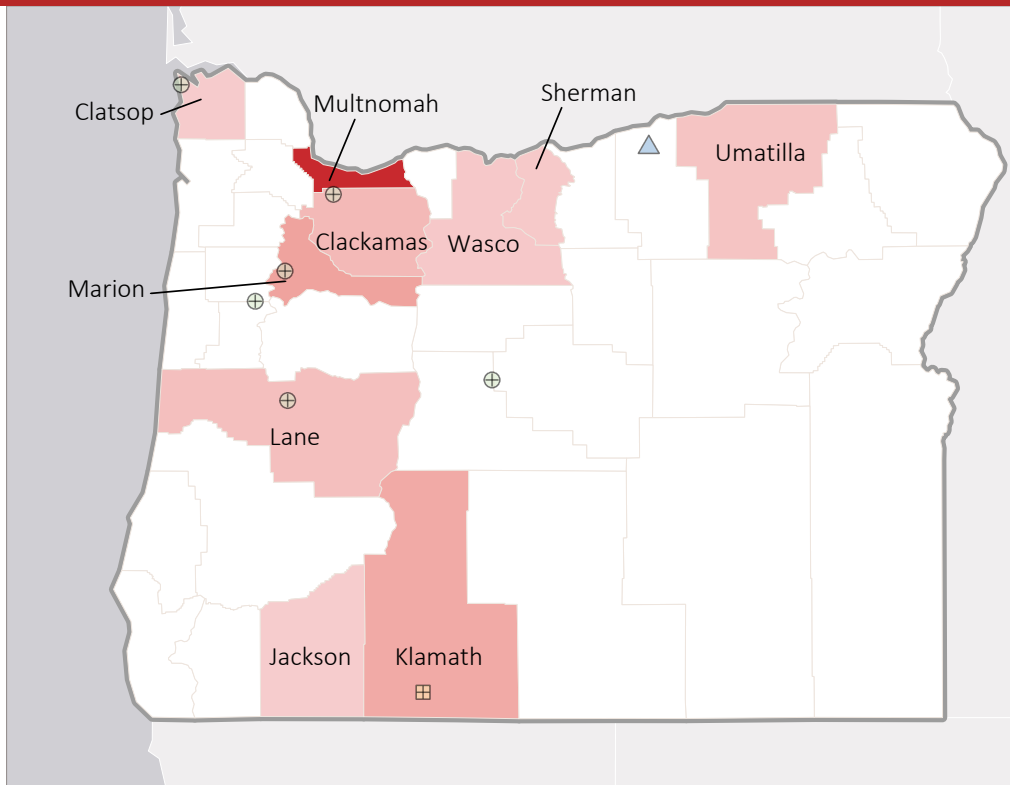 Clatsop
Multnomah
Sherman
Umatilla
Clackamas
Wasco
Marion
Lane
Jackson
Klamath